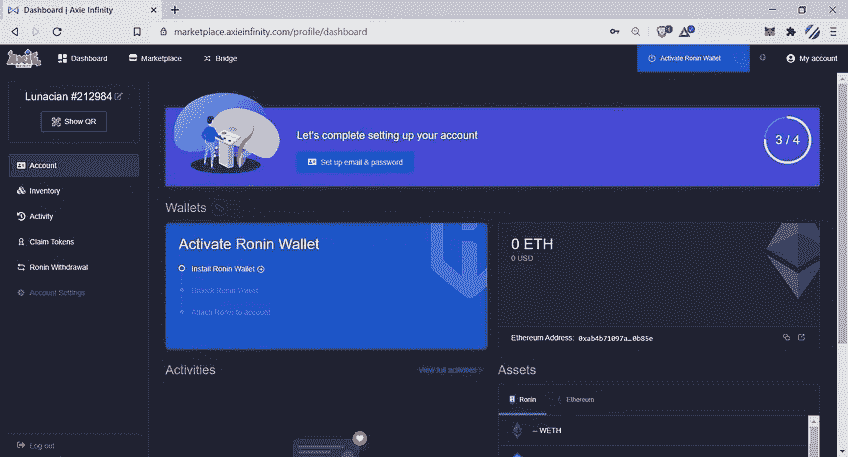 Dashboard | Axie Infinity
marketplace.axieinfinity.com/profile/dashboard
Dashboard
Marketplace
Bridge
Activate Ronin Wallet
My account
Lunacian #212984
Show QR
Account
Inventory
Activity
Claim Tokens
Ronin Withdrawal
Account Settings
Log out
Let's complete setting up your account
Set up email & password
3 / 4
Wallets
Activate Ronin Wallet
Install Ronin Wallet
Unlock Ronin Wallet
Attach Ronin to account
0 ETH
0 USD
Ethereum Address: 0xab4b71097a…0b85e
Activities
View full activities >
Assets
Ronin
Ethereum
-- WETH